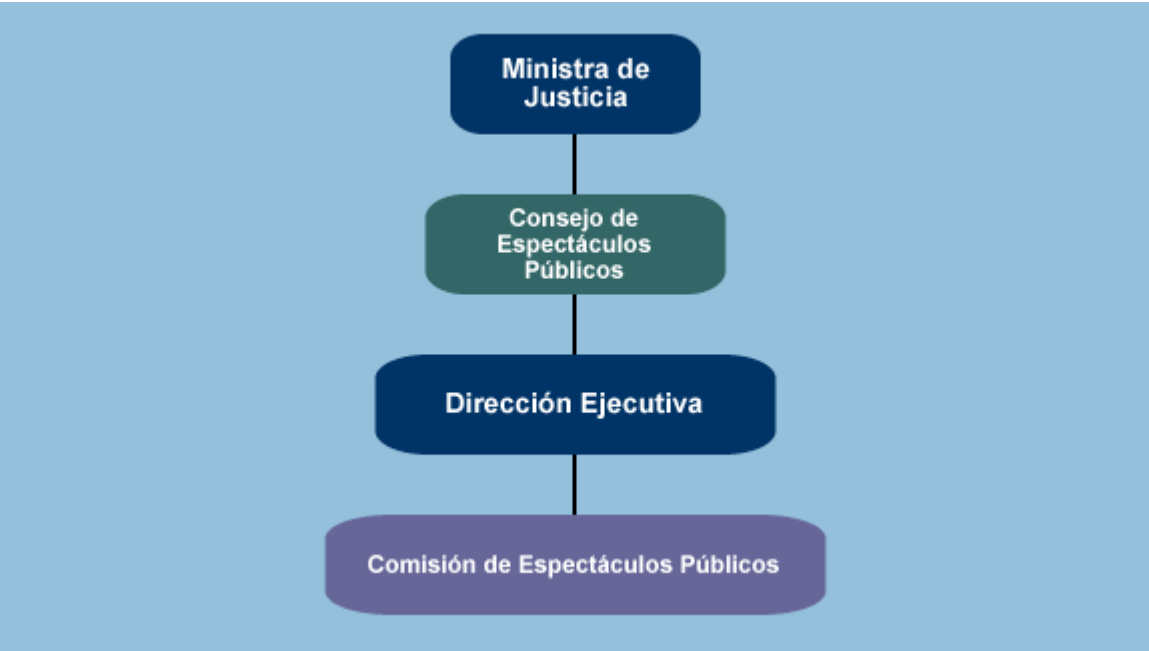 Ministra de
Justicia
Consejo de
Espectáculos
Públicos
Dirección Ejecutiva
Comisión de Espectáculos Públicos